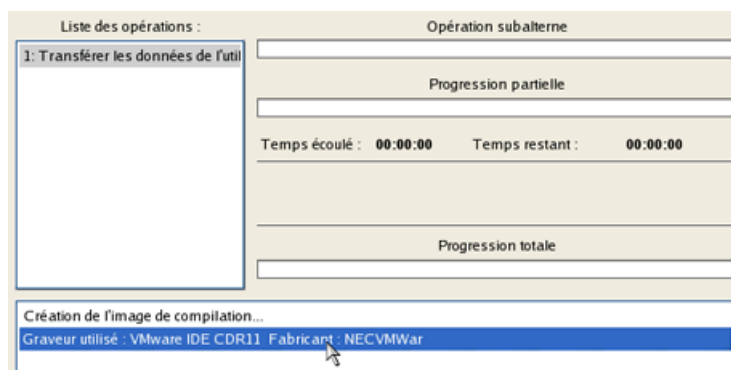 Liste des opérations :
1: Transférer les données de l'util
Opération subalterne
Progression partielle
Temps écoulé : 00:00:00 Temps restant : 00:00:00
Progression totale
Création de l'image de compilation...
Graveur utilisé : VMware IDE CDR11 Fabricant : NECVMWar